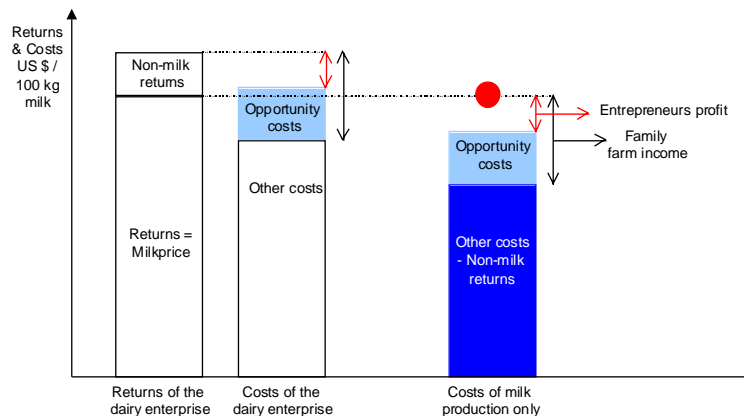 Returns
& Costs
US $ /
100 kg
milk
Non-milk
returns
Opportunity
costs
Other costs
Returns =
Milkprice
Opportunity
costs
Other costs
- Non-milk
returns
Entrepreneurs profit
Family
farm income
Returns of the
dairy enterprise
Costs of the
dairy enterprise
Costs of milk
production only